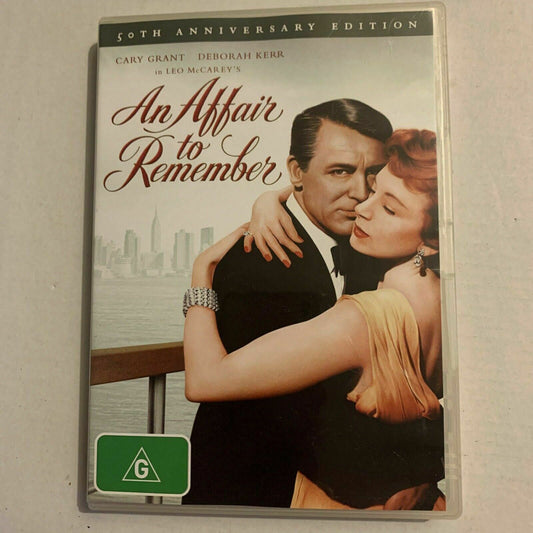 50TH ANNIVERSARY EDITION
CARY GRANT DEBORAH KERR
in LEO McCAREY'S
An Affair
to
Remember
G